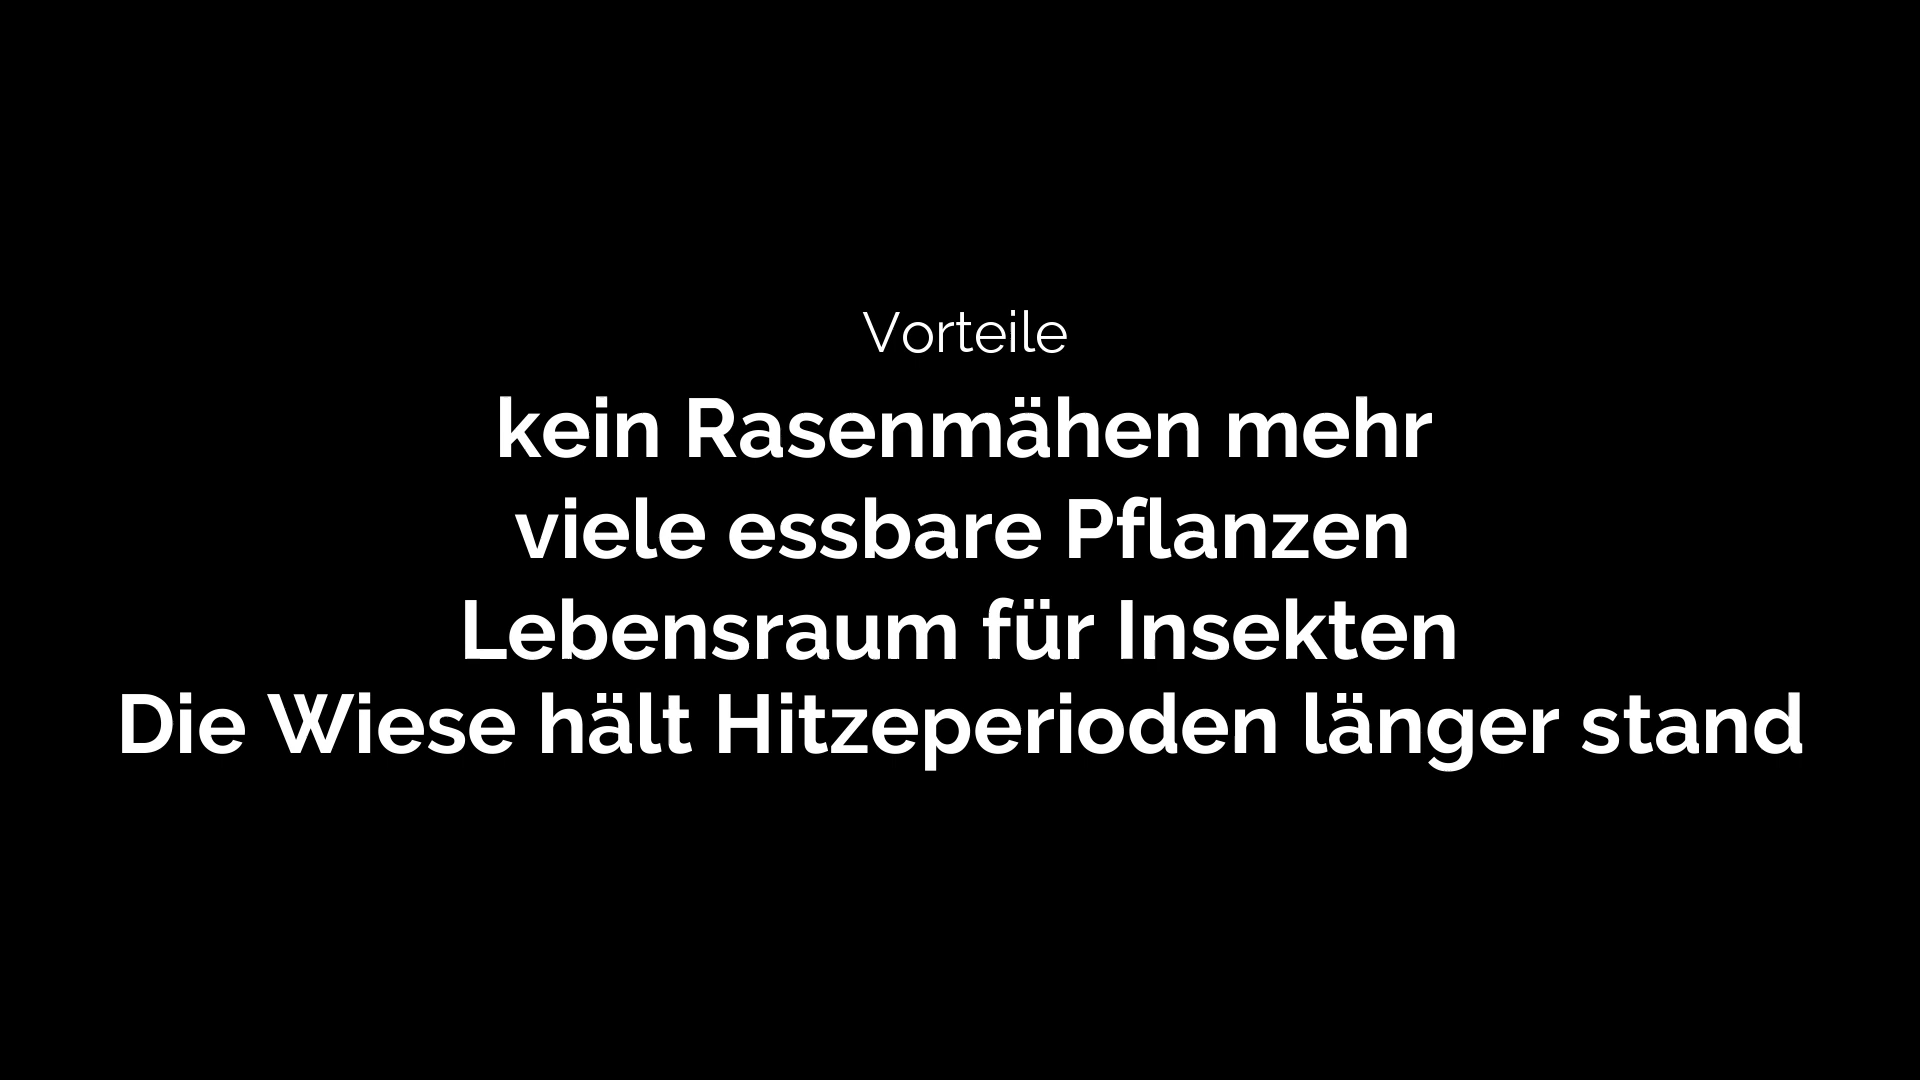 Vorteile
kein Rasenmähen mehr
viele essbare Pflanzen
Lebensraum für Insekten
Die Wiese hält Hitzeperioden länger stand